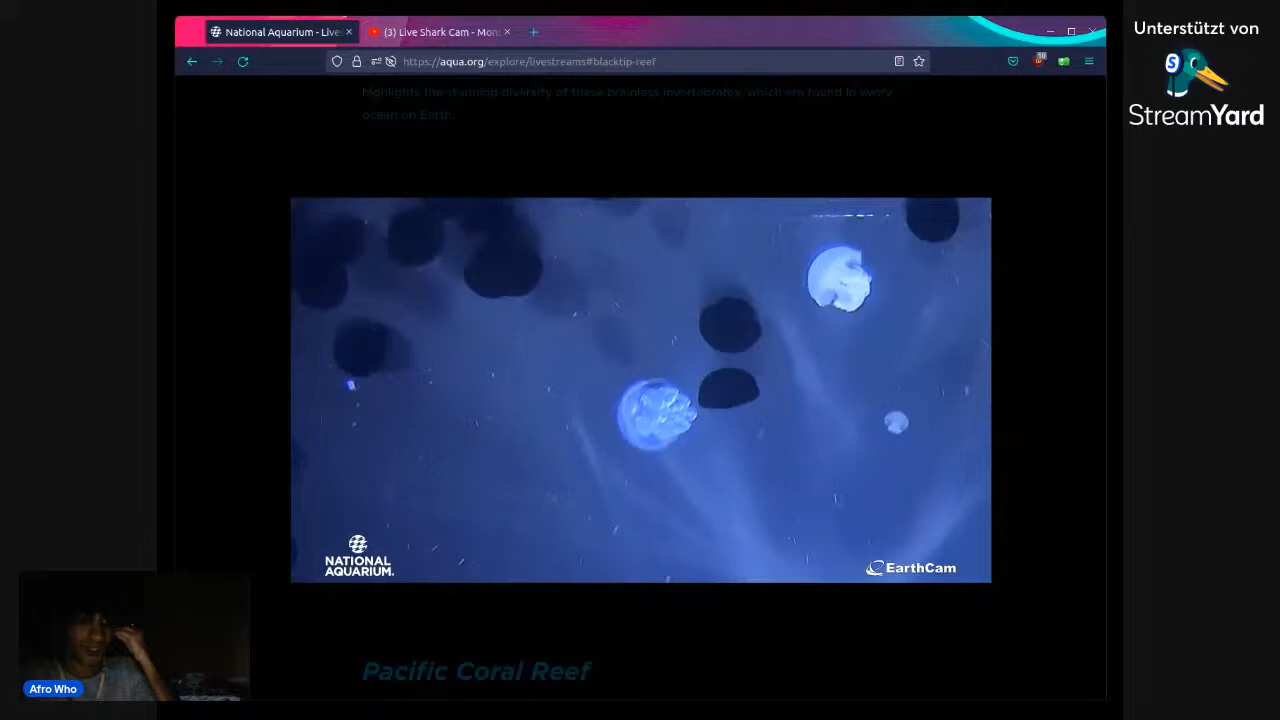 National Aquarium - Live
(3) Live Shark Cam - Mon
https://aqua.org/explore/livestreams#blacktip-reef
highlights the stunning diversity of these brainless invertebrates, which are found in every
ocean on Earth.
NATIONAL
AQUARIUM.
EarthCam
Pacific Coral Reef
Afro Who
Unterstützt von
StreamYard